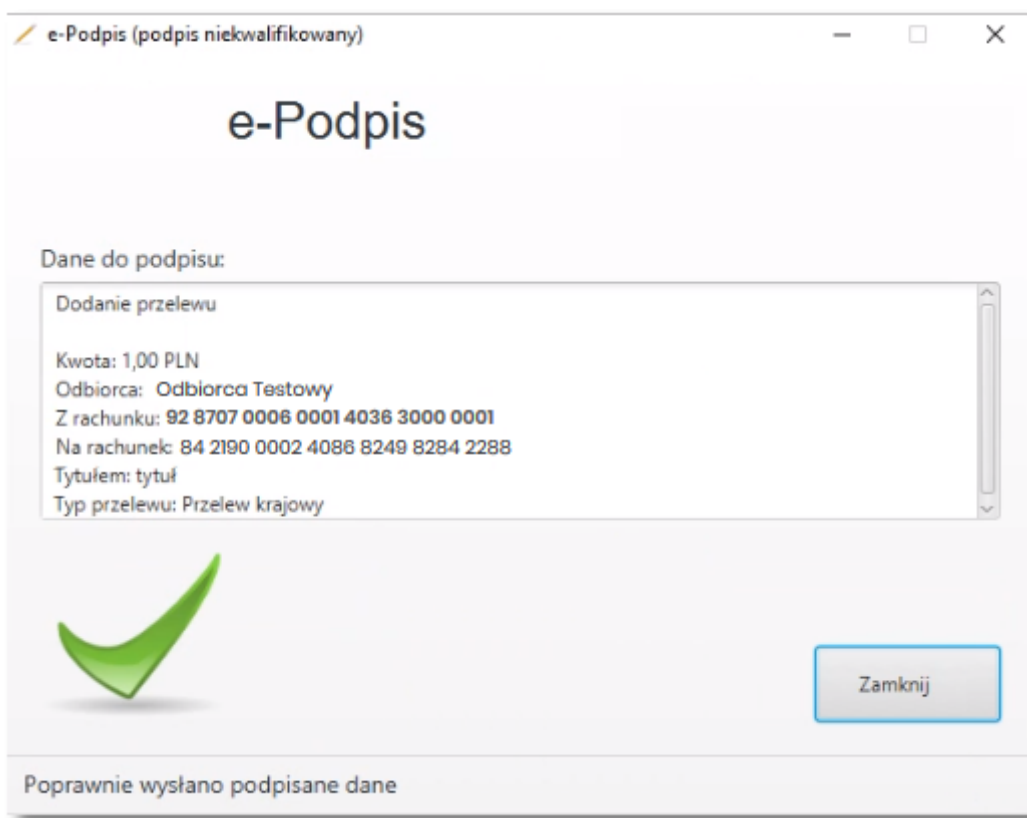 e-Podpis (podpis niekwalifikowany)
e-Podpis
Dane do podpisu:
Dodanie przelewu
Kwota: 1,00 PLN
Odbiorca: Odbiorca Testowy
Z rachunku: 92 8707 0006 0001 4036 3000 0001
Na rachunek: 84 2190 0002 4086 8249 8284 2288
Tytułem: tytuł
Typ przelewu: Przelew krajowy
Zamknij
Poprawnie wysłano podpisane dane